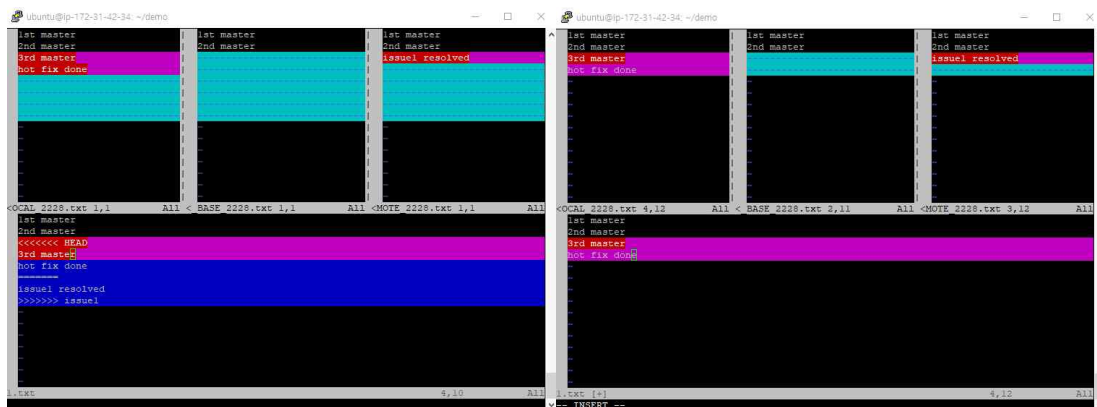 ubuntu@ip-172-31-42-34: ~/demo
1st master
2nd master
3rd master
hot fix done
1st master
2nd master
1st master
2nd master
issue1 resolved
<OCAL_2228.txt 1,1 All < BASE_2228.txt 1,1 All <MOTE_2228.txt 1,1 All
1st master
2nd master
<<<<<<< HEAD
3rd master
hot fix done
=======
issue1 resolved
>>>>>>> issue1
1.txt 4,10 All
ubuntu@ip-172-31-42-34: ~/demo
1st master
2nd master
3rd master
hot fix done
1st master
2nd master
1st master
2nd master
issue1 resolved
<OCAL_2228.txt 4,12 All < BASE_2228.txt 2,11 All <MOTE_2228.txt 3,12 All
1st master
2nd master
3rd master
hot fix done
1.txt [+] 4,12 All
-- INSERT --